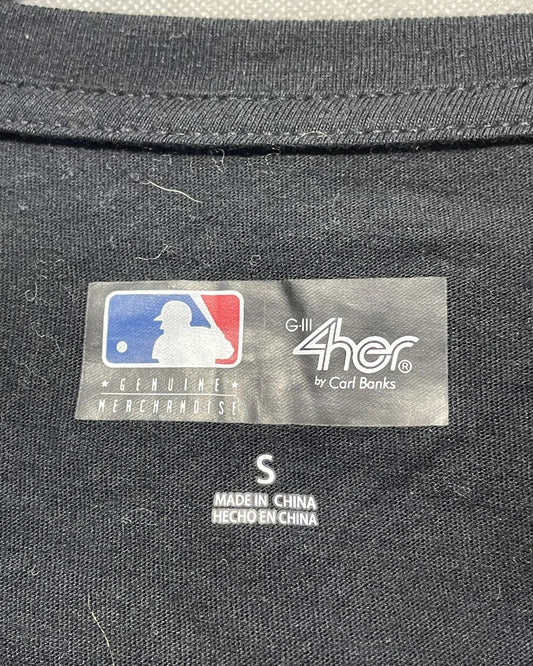 ★ GENUINE ★
MERCHANDISE
G-III
4her®
by Carl Banks
S
MADE IN CHINA
HECHO EN CHINA